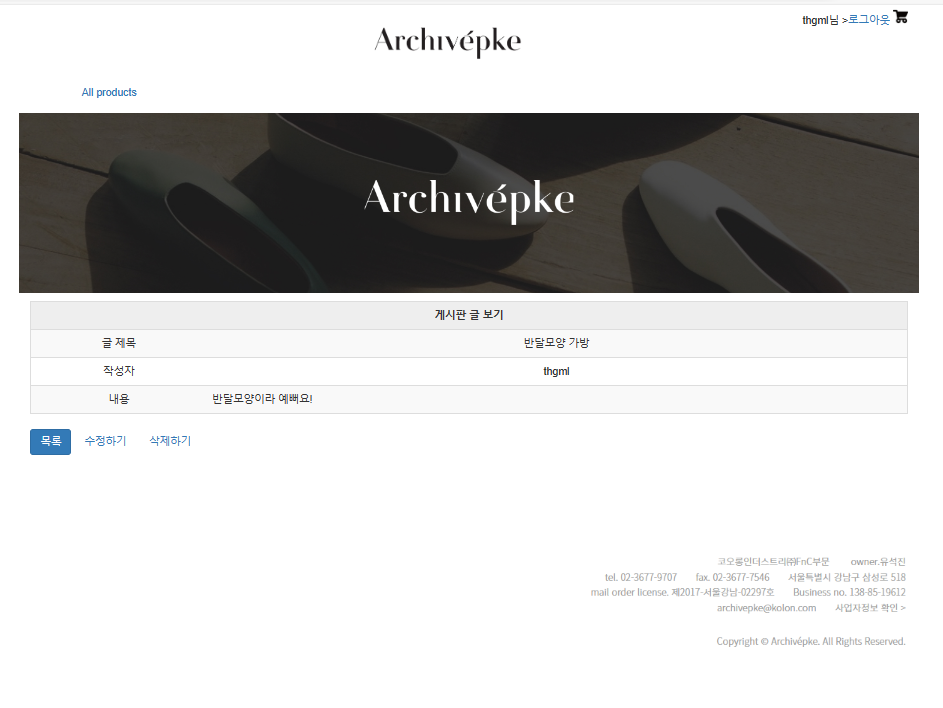 thgml님 >로그아웃
Archivépke
All products
Archivépke
게시판 글 보기
글 제목 반달모양 가방
작성자 thgml
내용 반달모양이라 예뻐요!
목록 수정하기 삭제하기
코오롱인더스트리㈜FnC부문 owner.유석진
tel. 02-3677-9707 fax. 02-3677-7546 서울특별시 강남구 삼성로 518
mail order license. 제2017-서울강남-02297호 Business no. 138-85-19612
archivepke@kolon.com 사업자정보 확인 >
Copyright © Archivépke. All Rights Reserved.